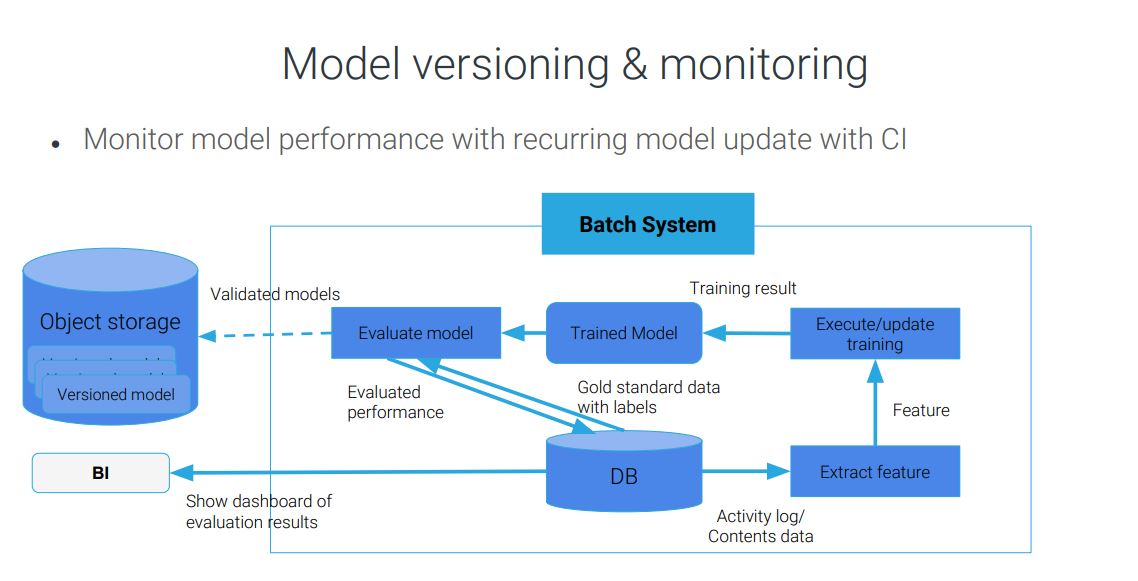 Model versioning & monitoring
• Monitor model performance with recurring model update with CI
Batch System
Validated models
Training result
Object storage
Evaluate model
Trained Model
Execute/update
training
Versioned model
Evaluated
performance
Gold standard data
with labels
Feature
BI
DB
Extract feature
Show dashboard of
evaluation results
Activity log/
Contents data